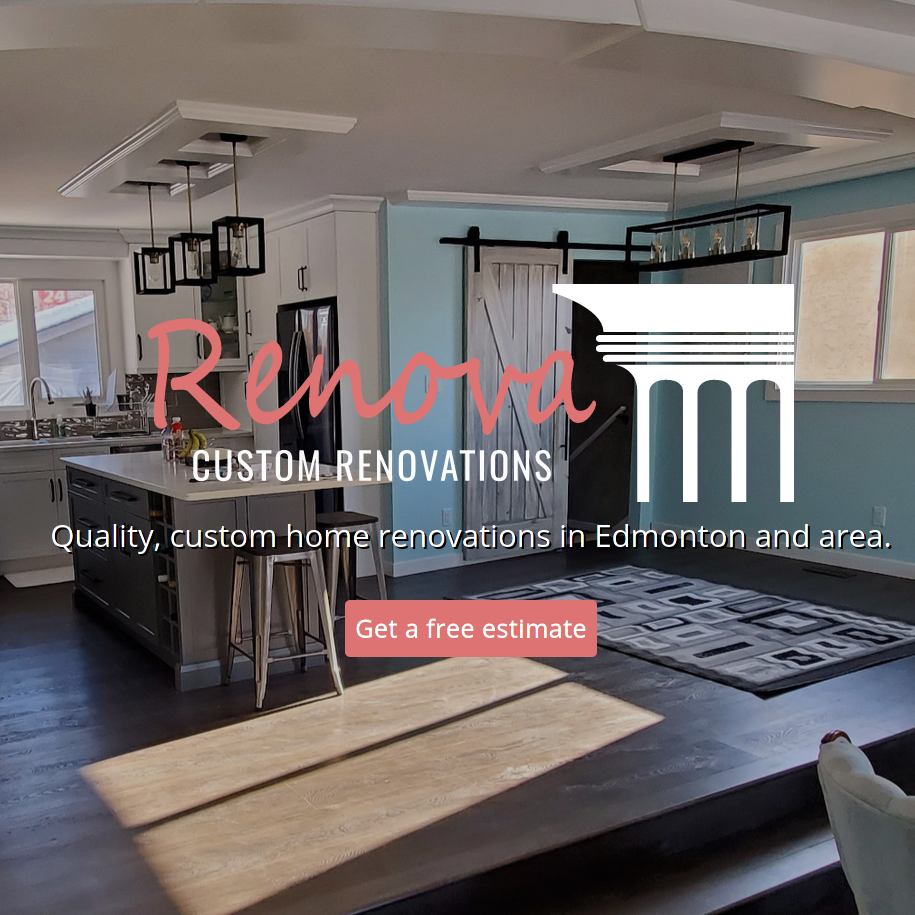 Renova
CUSTOM RENOVATIONS
Quality, custom home renovations in Edmonton and area.
Get a free estimate